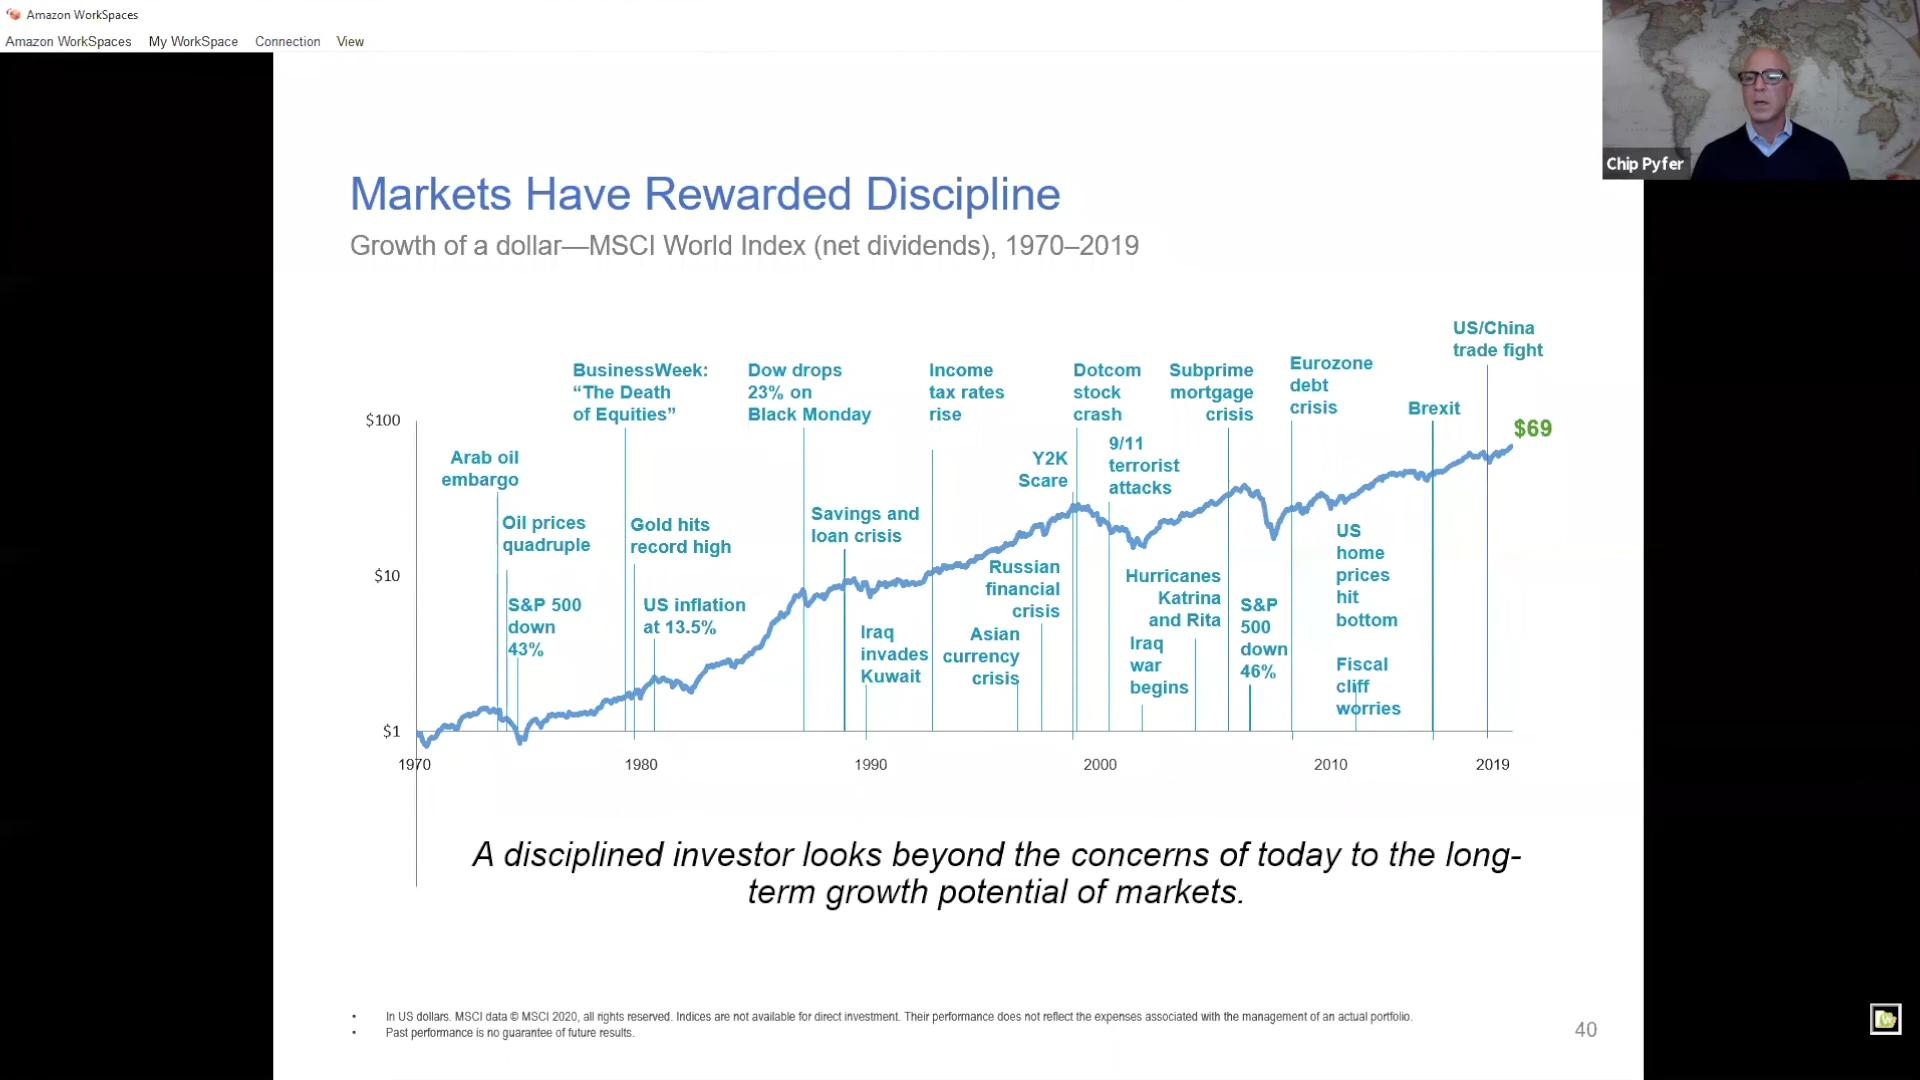 Amazon WorkSpaces
Amazon WorkSpaces My WorkSpace Connection View
Chip Pyfer
Markets Have Rewarded Discipline
Growth of a dollar—MSCI World Index (net dividends), 1970–2019
US/China
trade fight
BusinessWeek:
“The Death
of Equities”
Dow drops
23% on
Black Monday
Income
tax rates
rise
Dotcom
stock
crash
Subprime
mortgage
crisis
Eurozone
debt
crisis
Brexit
$100
$69
Arab oil
embargo
Y2K
Scare
9/11
terrorist
attacks
Oil prices
quadruple
Gold hits
record high
Savings and
loan crisis
US
home
prices
hit
bottom
$10
Russian
financial
crisis
Hurricanes
Katrina
and Rita
S&P 500
down
43%
US inflation
at 13.5%
Iraq
invades
Kuwait
Asian
currency
crisis
Iraq
war
begins
S&P
500
down
46%
Fiscal
cliff
worries
$1
1970 1980 1990 2000 2010 2019
A disciplined investor looks beyond the concerns of today to the long-
term growth potential of markets.
• In US dollars. MSCI data © MSCI 2020, all rights reserved. Indices are not available for direct investment. Their performance does not reflect the expenses associated with the management of an actual portfolio.
• Past performance is no guarantee of future results.
40